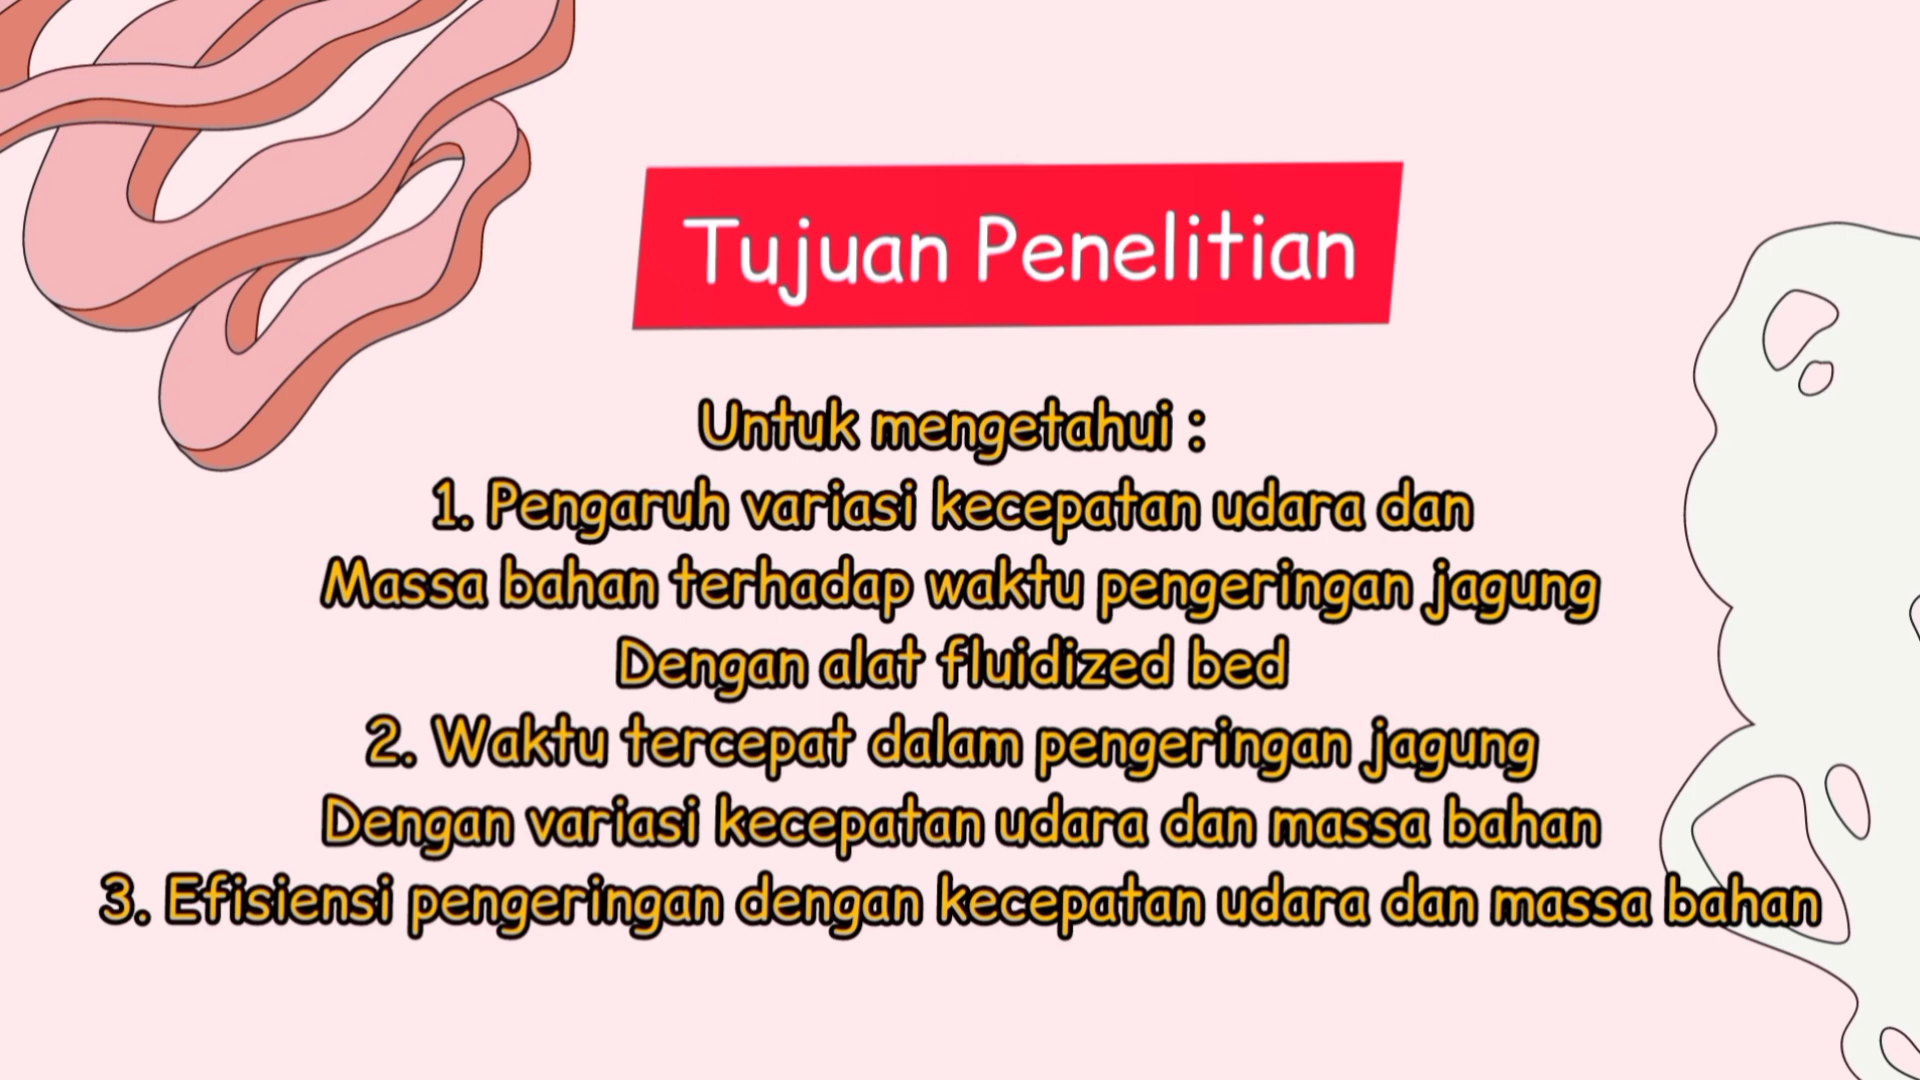 Tujuan Penelitian
Untuk mengetahui :
1. Pengaruh variasi kecepatan udara dan
Massa bahan terhadap waktu pengeringan jagung
Dengan alat fluidized bed
2. Waktu tercepat dalam pengeringan jagung
Dengan variasi kecepatan udara dan massa bahan
3. Efisiensi pengeringan dengan kecepatan udara dan massa bahan